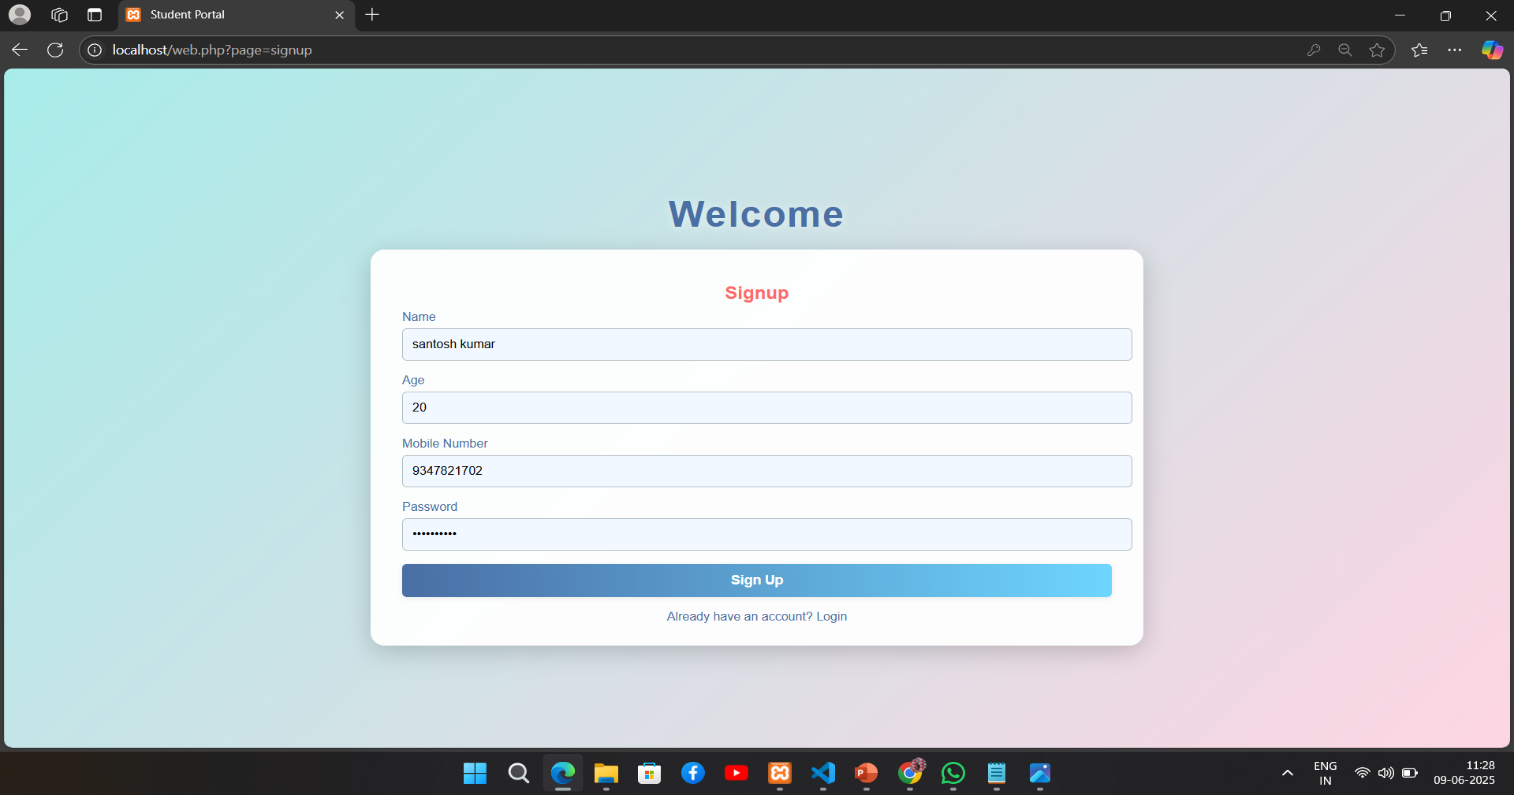 Student Portal
localhost/web.php?page=signup
Welcome
Signup
Name
santosh kumar
Age
20
Mobile Number
9347821702
Password
••••••••••
Sign Up
Already have an account? Login
ENG
IN
11:28
09-06-2025